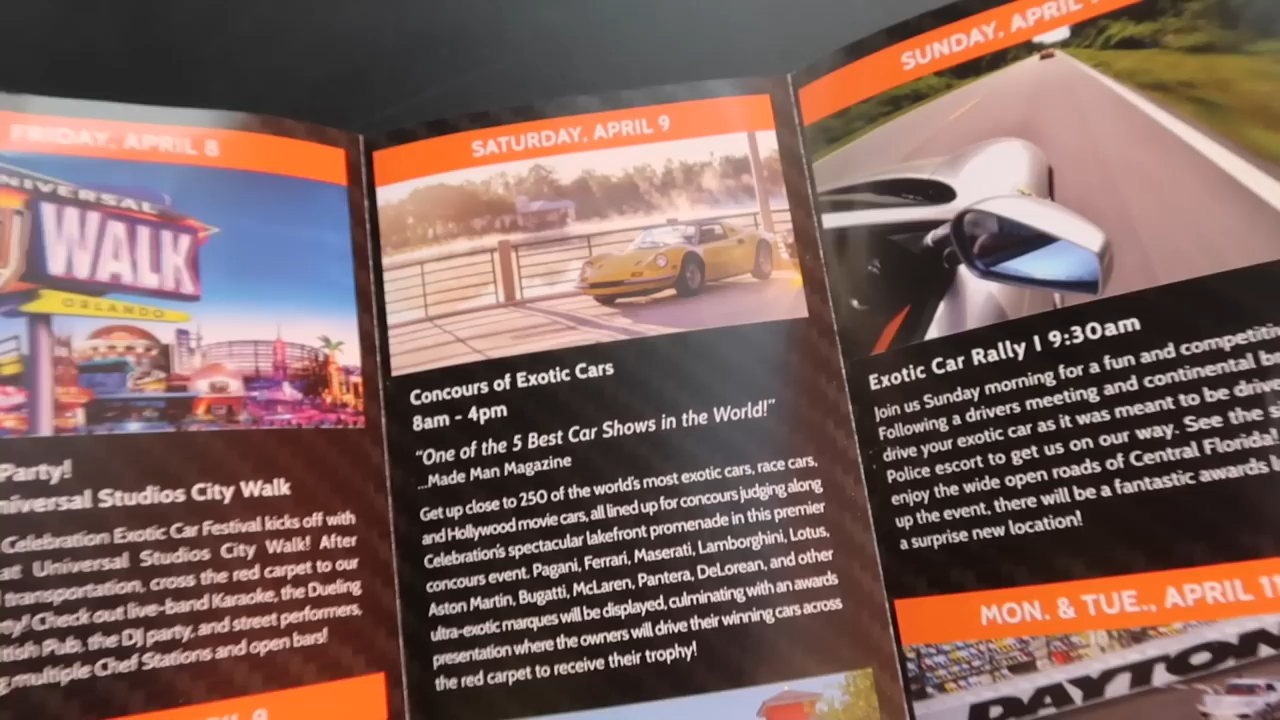 FRIDAY, APRIL 8
UNIVERSAL
WALK
ORLANDO
Party!
Universal Studios City Walk
Celebration Exotic Car Festival kicks off with
at Universal Studios City Walk! After
transportation, cross the red carpet to our
Check out live-band Karaoke, the Dueling
Pub, the DJ party, and street performers,
multiple Chef Stations and open bars!
SATURDAY, APRIL 9
Concours of Exotic Cars
8am - 4pm
"One of the 5 Best Car Shows in the World!"
...Made Man Magazine
Get up close to 250 of the world's most exotic cars, race cars,
and Hollywood movie cars, all lined up for concours judging along
Celebration's spectacular lakefront promenade in this premier
concours event. Pagani, Ferrari, Maserati, Lamborghini, Lotus,
Aston Martin, Bugatti, McLaren, Pantera, DeLorean, and other
ultra-exotic marques will be displayed, culminating with an awards
presentation where the owners will drive their winning cars across
the red carpet to receive their trophy!
SUNDAY, APRIL
Exotic Car Rally | 9:30am
Join us Sunday morning for a fun and
Following a drivers meeting and continental
drive your exotic car as it was meant to be
Police escort to get us on our way. See the
enjoy the wide open roads of Central Florida!
up the event, there will be a fantastic awards
a surprise new location!
MON. & TUE., APRIL
DAYTON